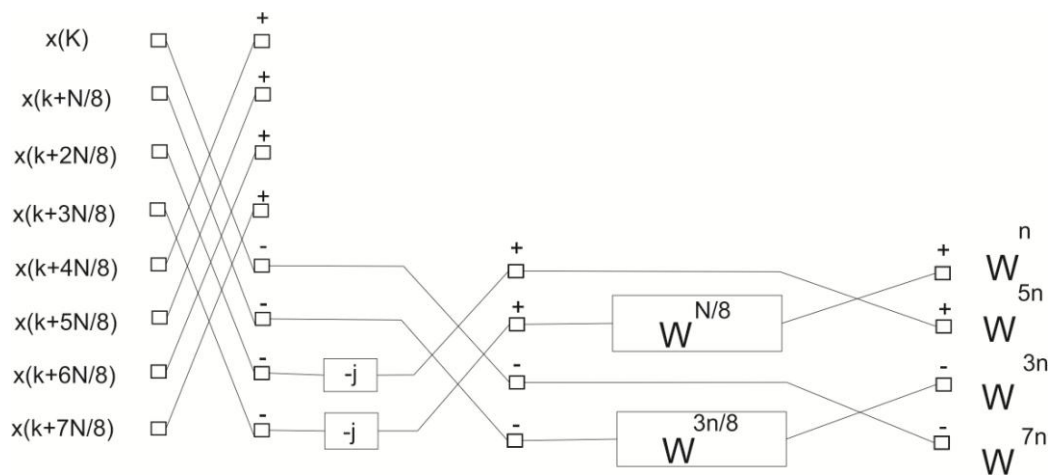 x(K)
+
x(k+N/8)
+
x(k+2N/8)
+
x(k+3N/8)
+
x(k+4N/8)
-
+
+
W n
x(k+5N/8)
-
+
W N/8
+
W 5n
x(k+6N/8)
-
-j
-
-
W 3n
x(k+7N/8)
-
-j
-
W 3n/8
-
W 7n